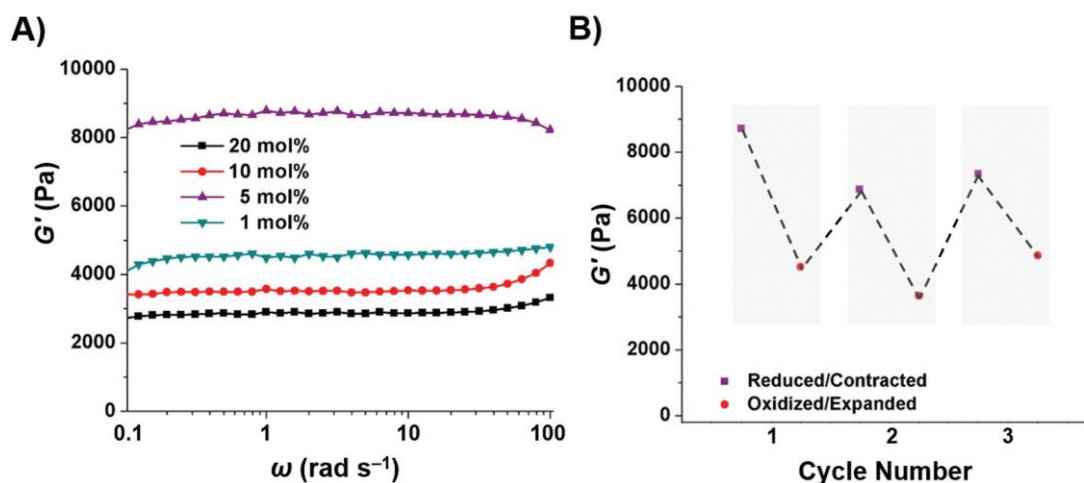 A)
10000
8000
6000
4000
2000
0
G′ (Pa)
20 mol%
10 mol%
5 mol%
1 mol%
0.1
1
10
100
ω (rad s⁻¹)
B)
10000
8000
6000
4000
2000
0
G′ (Pa)
Reduced/Contracted
Oxidized/Expanded
1
2
3
Cycle Number